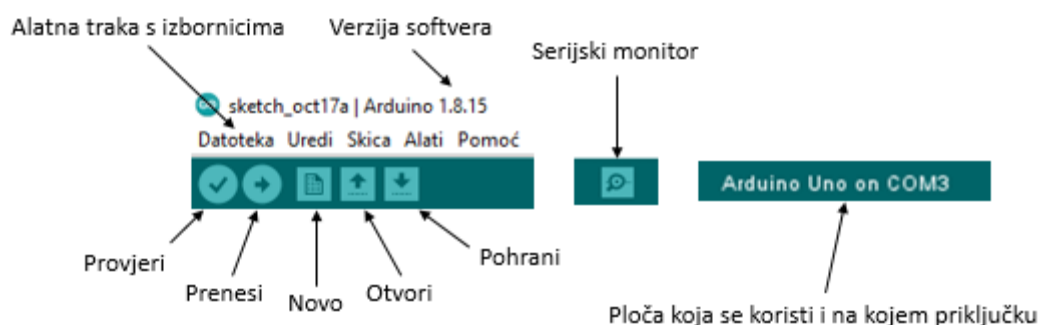 Alatna traka s izbornicima
Verzija softvera
Serijski monitor
sketch_oct17a | Arduino 1.8.15
Datoteka Uredi Skica Alati Pomoć
Arduino Uno on COM3
Provjeri
Prenesi
Novo
Otvori
Pohrani
Ploča koja se koristi i na kojem priključku